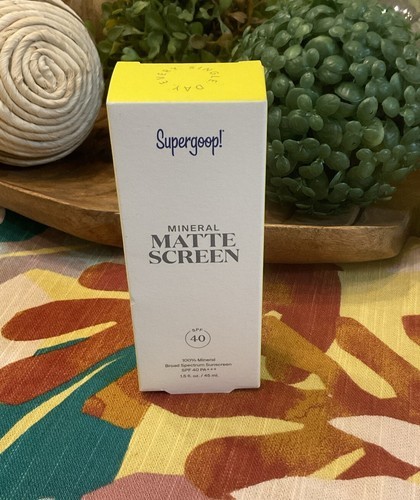 Supergoop!
MINERAL
MATTE
SCREEN
SPF
40
100% Mineral
Broad Spectrum Sunscreen
SPF 40 PA+++
1.5 fl. oz. / 45 mL